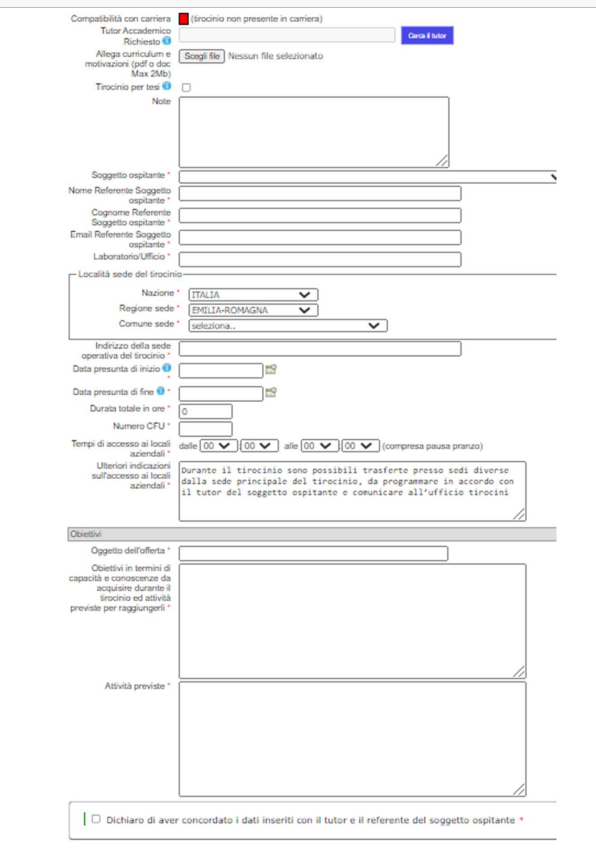 Compatibilità con carriera (tirocinio non presente in carriera)
Tutor Accademico
Richiesto Cerca il tutor
Allega curriculum e
motivazioni (pdf o doc
Max 2Mb) Scegli file Nessun file selezionato
Tirocinio per tesi
Note
Soggetto ospitante *
Nome Referente Soggetto
ospitante *
Cognome Referente
Soggetto ospitante *
Email Referente Soggetto
ospitante *
Laboratorio/Ufficio *
Località sede del tirocinio
Nazione * ITALIA
Regione sede * EMILIA-ROMAGNA
Comune sede * seleziona..
Indirizzo della sede
operativa del tirocinio *
Data presunta di inizio
*
Data presunta di fine *
Durata totale in ore * 0
Numero CFU *
Tempi di accesso ai locali
aziendali * dalle 00 : 00 alle 00 : 00 (compresa pausa pranzo)
Ulteriori indicazioni
sull'accesso ai locali
aziendali *
Durante il tirocinio sono possibili trasferte presso sedi diverse
dalla sede principale del tirocinio, da programmare in accordo con
il tutor del soggetto ospitante e comunicare all'ufficio tirocini
Obiettivi
Oggetto dell'offerta *
Obiettivi in termini di
capacità e conoscenze da
acquisire durante il
tirocinio ed attività
previste per raggiungerli *
Attività previste *
Dichiaro di aver concordato i dati inseriti con il tutor e il referente del soggetto ospitante *